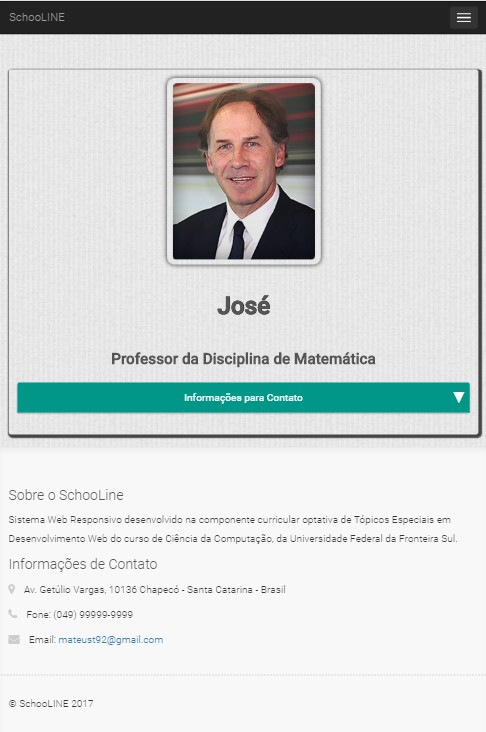 SchooLINE
José
Professor da Disciplina de Matemática
Informações para Contato
Sobre o SchooLine
Sistema Web Responsivo desenvolvido na componente curricular optativa de Tópicos Especiais em
Desenvolvimento Web do curso de Ciência da Computação, da Universidade Federal da Fronteira Sul.
Informações de Contato
Av. Getúlio Vargas, 10136 Chapecó - Santa Catarina - Brasil
Fone: (049) 99999-9999
Email: mateust92@gmail.com
© SchooLINE 2017